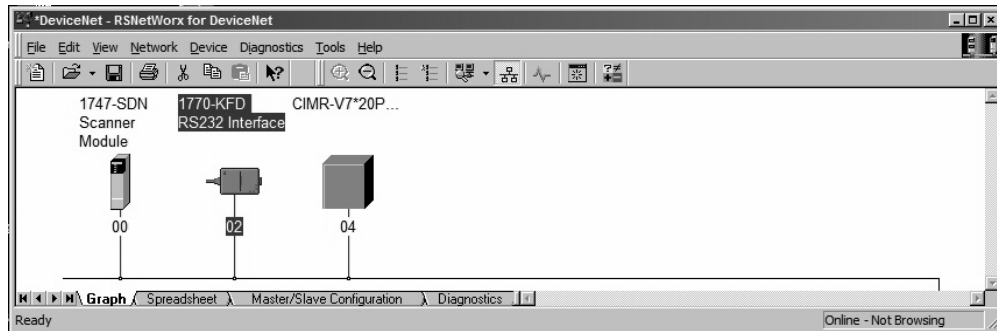 *DeviceNet - RSNetWorx for DeviceNet
File Edit View Network Device Diagnostics Tools Help
1747-SDN 1770-KFD CIMR-V7*20P...
Scanner RS232 Interface
Module
00 02 04
Graph Spreadsheet Master/Slave Configuration Diagnostics
Ready Online - Not Browsing